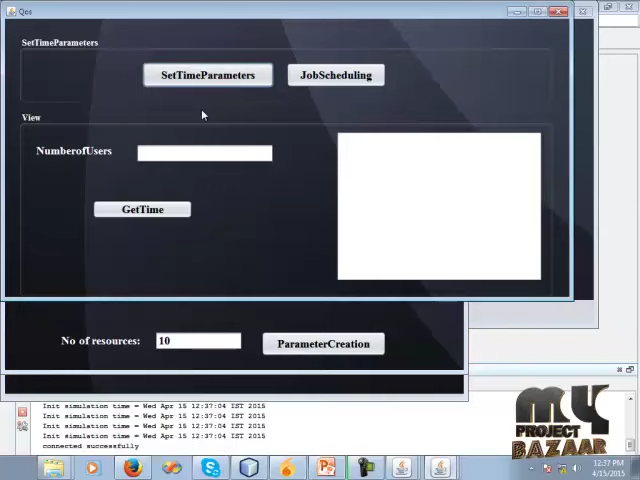 Qos
SetTimeParameters
SetTimeParameters JobScheduling
View
NumberofUsers
GetTime
No of resources: 10 ParameterCreation
Init simulation time = Wed Apr 15 12:37:04 IST 2015
Init simulation time = Wed Apr 15 12:37:04 IST 2015
Init simulation time = Wed Apr 15 12:37:04 IST 2015
Init simulation time = Wed Apr 15 12:37:04 IST 2015
connected successfully
my
PROJECT
BAZAAR
12:37 PM
4/15/2015